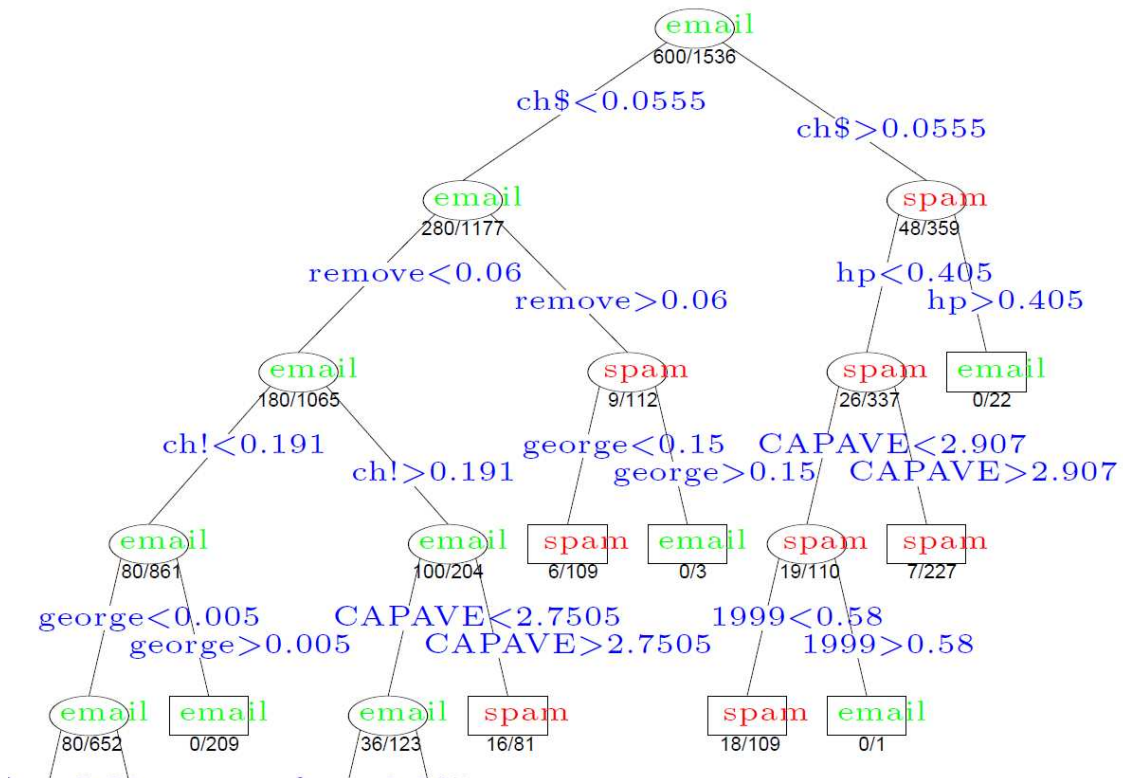 email
600/1536
ch$<0.0555
ch$>0.0555
email
280/1177
spam
48/359
remove<0.06
remove>0.06
hp<0.405
hp>0.405
email
180/1065
spam
9/112
spam
26/337
email
0/22
ch!<0.191
ch!>0.191
george<0.15
george>0.15
CAPAVE<2.907
CAPAVE>2.907
email
80/861
email
100/204
spam
6/109
email
0/3
spam
19/110
spam
7/227
george<0.005
george>0.005
CAPAVE<2.7505
CAPAVE>2.7505
1999<0.58
1999>0.58
email
80/652
email
0/209
email
36/123
spam
16/81
spam
18/109
email
0/1